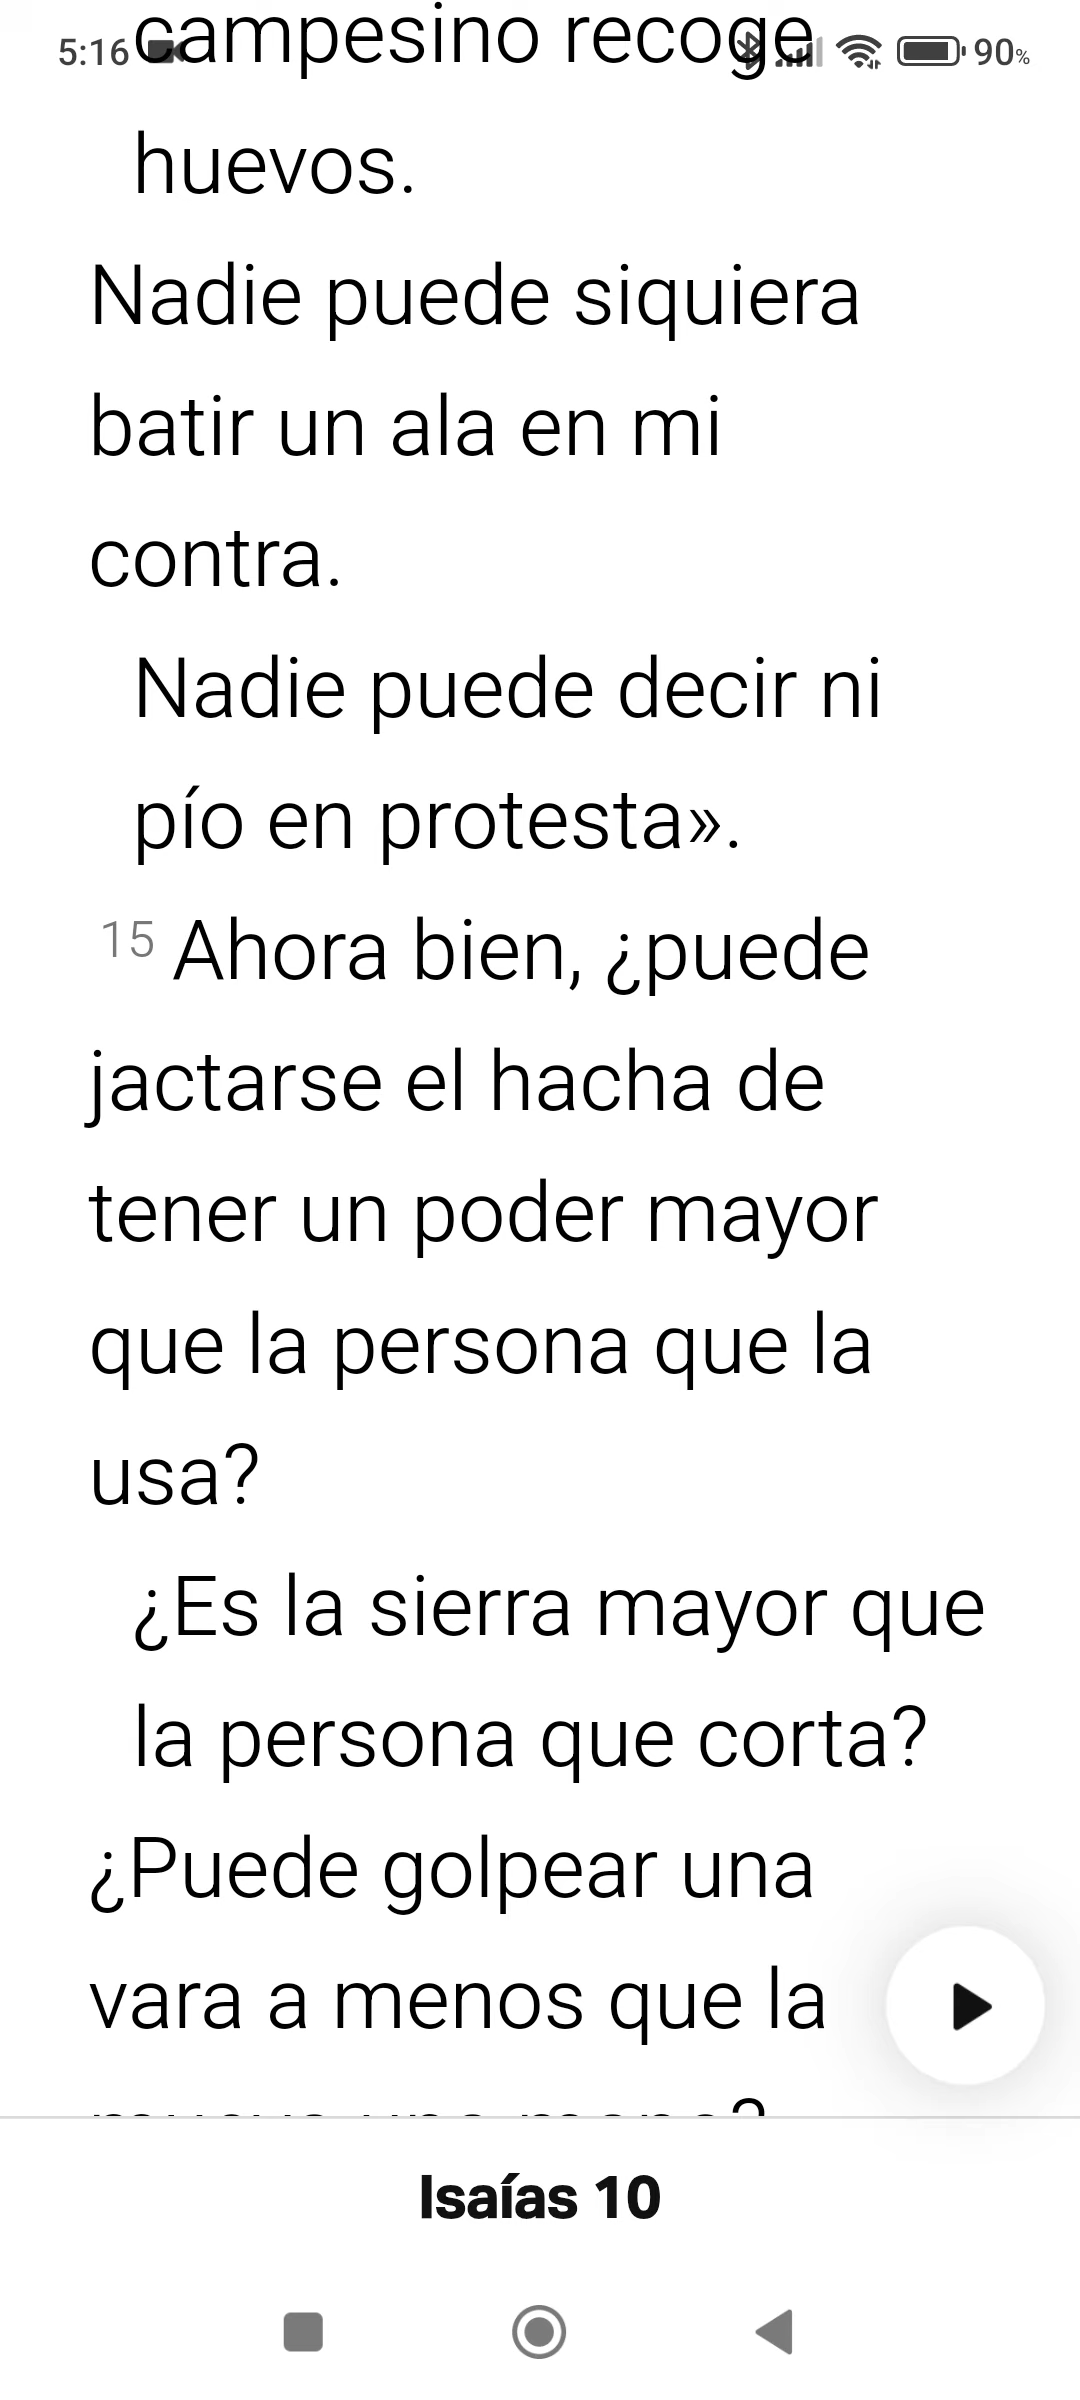 5:16 90%
campesino recoge
huevos.
Nadie puede siquiera
batir un ala en mi
contra.
Nadie puede decir ni
pío en protesta».
15 Ahora bien, ¿puede
jactarse el hacha de
tener un poder mayor
que la persona que la
usa?
¿Es la sierra mayor que
la persona que corta?
¿Puede golpear una
vara a menos que la
Isaías 10